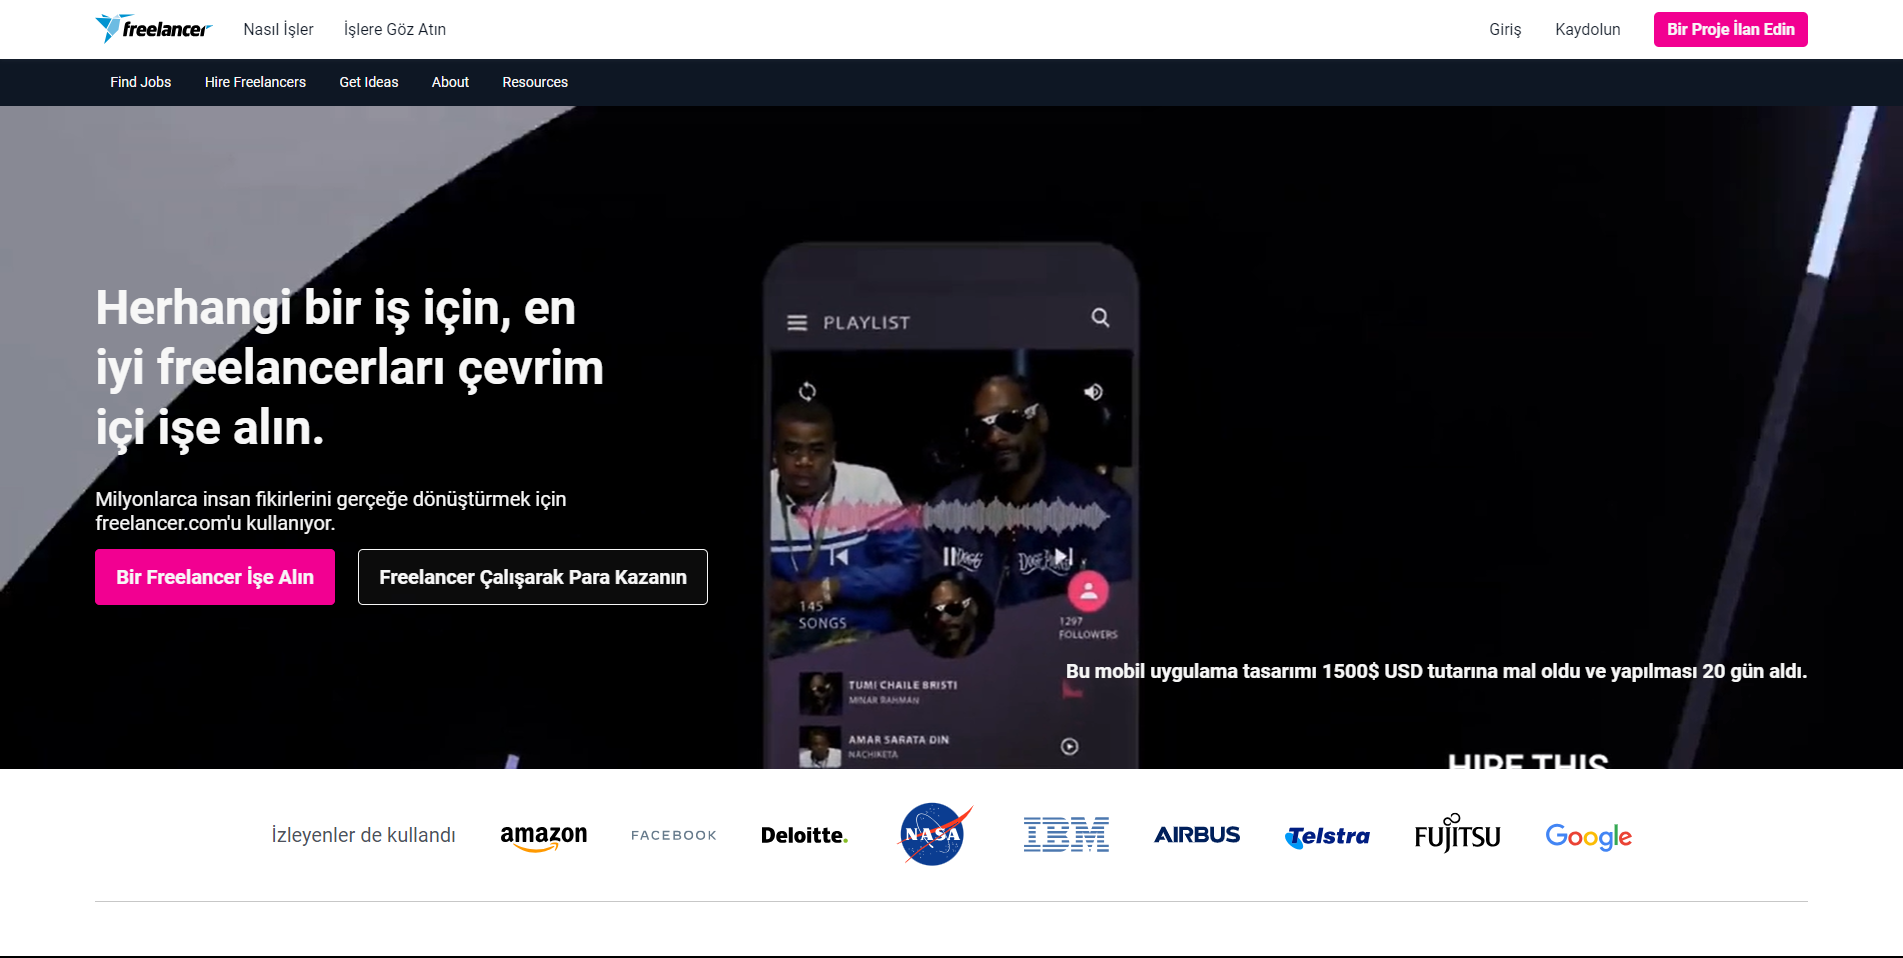 freelancer
Nasıl İşler
İşlere Göz Atın
Giriş
Kaydolun
Bir Proje İlan Edin
Find Jobs
Hire Freelancers
Get Ideas
About
Resources
Herhangi bir iş için, en
iyi freelancerları çevrim
içi işe alın.
Milyonlarca insan fikirlerini gerçeğe dönüştürmek için
freelancer.com'u kullanıyor.
Bir Freelancer İşe Alın
Freelancer Çalışarak Para Kazanın
PLAYLIST
145
SONGS
1297
FOLLOWERS
TUMI CHAILE BRISTI
MINAR RAHMAN
AMAR SARATA DIN
NACHIKETA
Bu mobil uygulama tasarımı 1500$ USD tutarına mal oldu ve yapılması 20 gün aldı.
HIRE THIS
İzleyenler de kullandı
amazon
FACEBOOK
Deloitte.
NASA
IBM
AIRBUS
Telstra
FUJITSU
Google